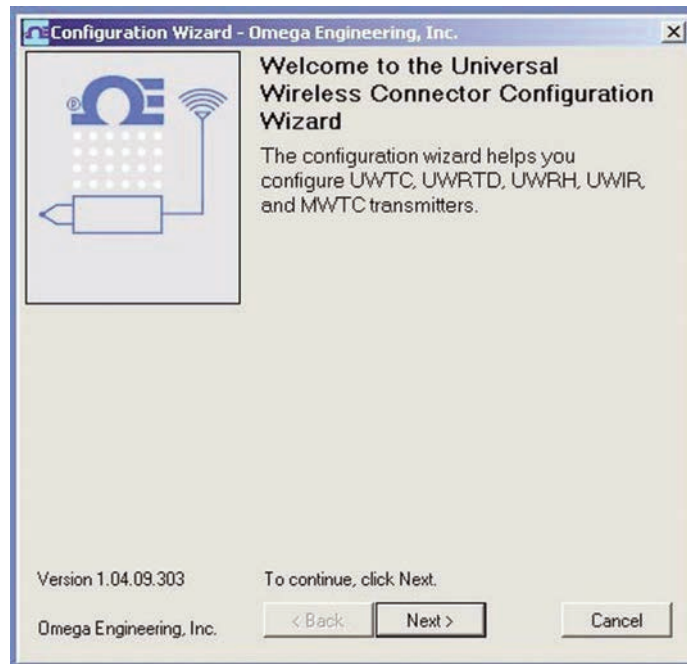 Configuration Wizard - Omega Engineering, Inc.
Welcome to the Universal
Wireless Connector Configuration
Wizard
The configuration wizard helps you
configure UWTC, UWRTD, UWRH, UWIR,
and MWTC transmitters.
Version 1.04.09.303
To continue, click Next.
Omega Engineering, Inc.
< Back
Next >
Cancel